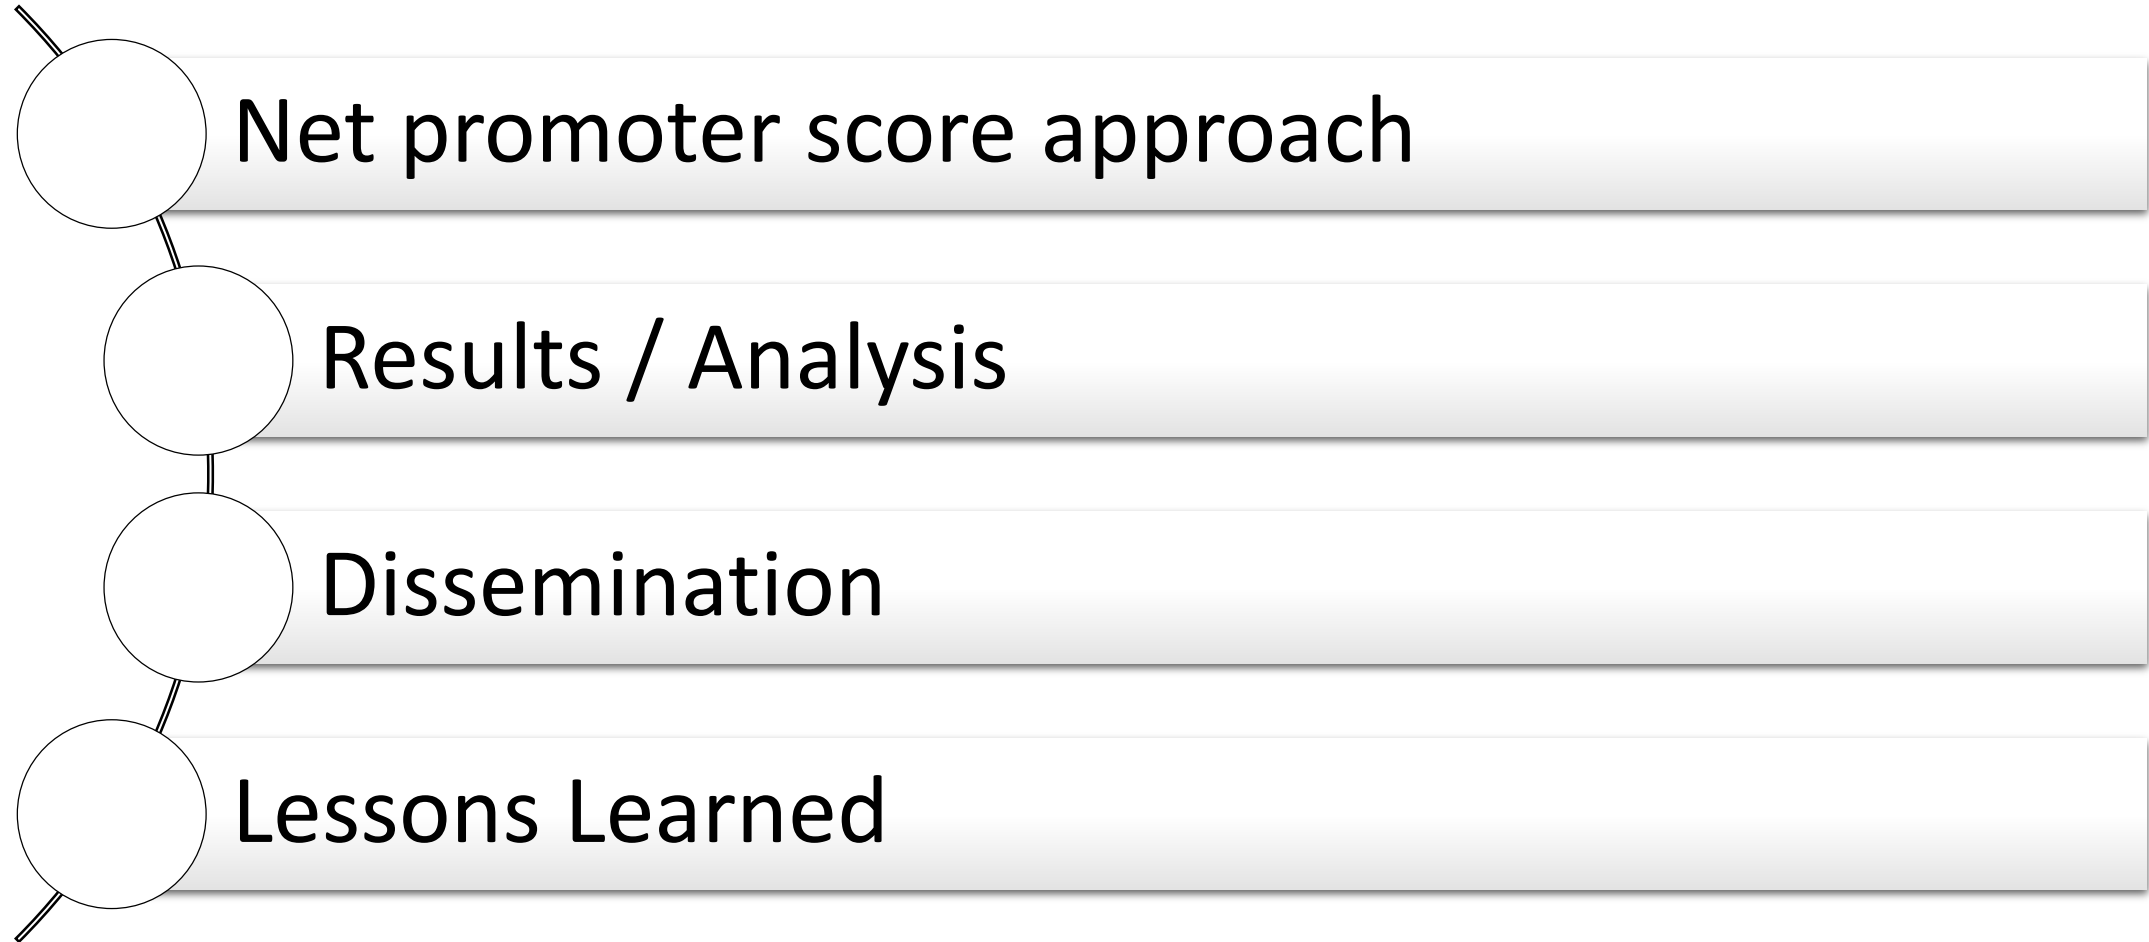 Net promoter score approach
Results / Analysis
Dissemination
Lessons Learned